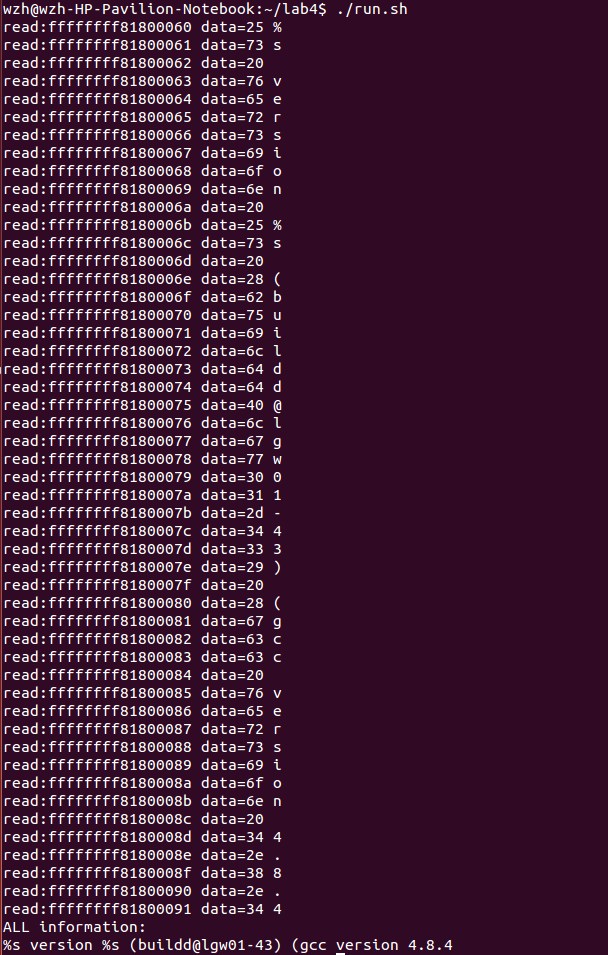 wzh@wzh-HP-Pavilion-Notebook:~/lab4$ ./run.sh
read:ffffffff81800060 data=25 %
read:ffffffff81800061 data=73 s
read:ffffffff81800062 data=20
read:ffffffff81800063 data=76 v
read:ffffffff81800064 data=65 e
read:ffffffff81800065 data=72 r
read:ffffffff81800066 data=73 s
read:ffffffff81800067 data=69 i
read:ffffffff81800068 data=6f o
read:ffffffff81800069 data=6e n
read:ffffffff8180006a data=20
read:ffffffff8180006b data=25 %
read:ffffffff8180006c data=73 s
read:ffffffff8180006d data=20
read:ffffffff8180006e data=28 (
read:ffffffff8180006f data=62 b
read:ffffffff81800070 data=75 u
read:ffffffff81800071 data=69 i
read:ffffffff81800072 data=6c l
read:ffffffff81800073 data=64 d
read:ffffffff81800074 data=64 d
read:ffffffff81800075 data=40 @
read:ffffffff81800076 data=6c l
read:ffffffff81800077 data=67 g
read:ffffffff81800078 data=77 w
read:ffffffff81800079 data=30 0
read:ffffffff8180007a data=31 1
read:ffffffff8180007b data=2d -
read:ffffffff8180007c data=34 4
read:ffffffff8180007d data=33 3
read:ffffffff8180007e data=29 )
read:ffffffff8180007f data=20
read:ffffffff81800080 data=28 (
read:ffffffff81800081 data=67 g
read:ffffffff81800082 data=63 c
read:ffffffff81800083 data=63 c
read:ffffffff81800084 data=20
read:ffffffff81800085 data=76 v
read:ffffffff81800086 data=65 e
read:ffffffff81800087 data=72 r
read:ffffffff81800088 data=73 s
read:ffffffff81800089 data=69 i
read:ffffffff8180008a data=6f o
read:ffffffff8180008b data=6e n
read:ffffffff8180008c data=20
read:ffffffff8180008d data=34 4
read:ffffffff8180008e data=2e .
read:ffffffff8180008f data=38 8
read:ffffffff81800090 data=2e .
read:ffffffff81800091 data=34 4
ALL information:
%s version %s (buildd@lgw01-43) (gcc version 4.8.4